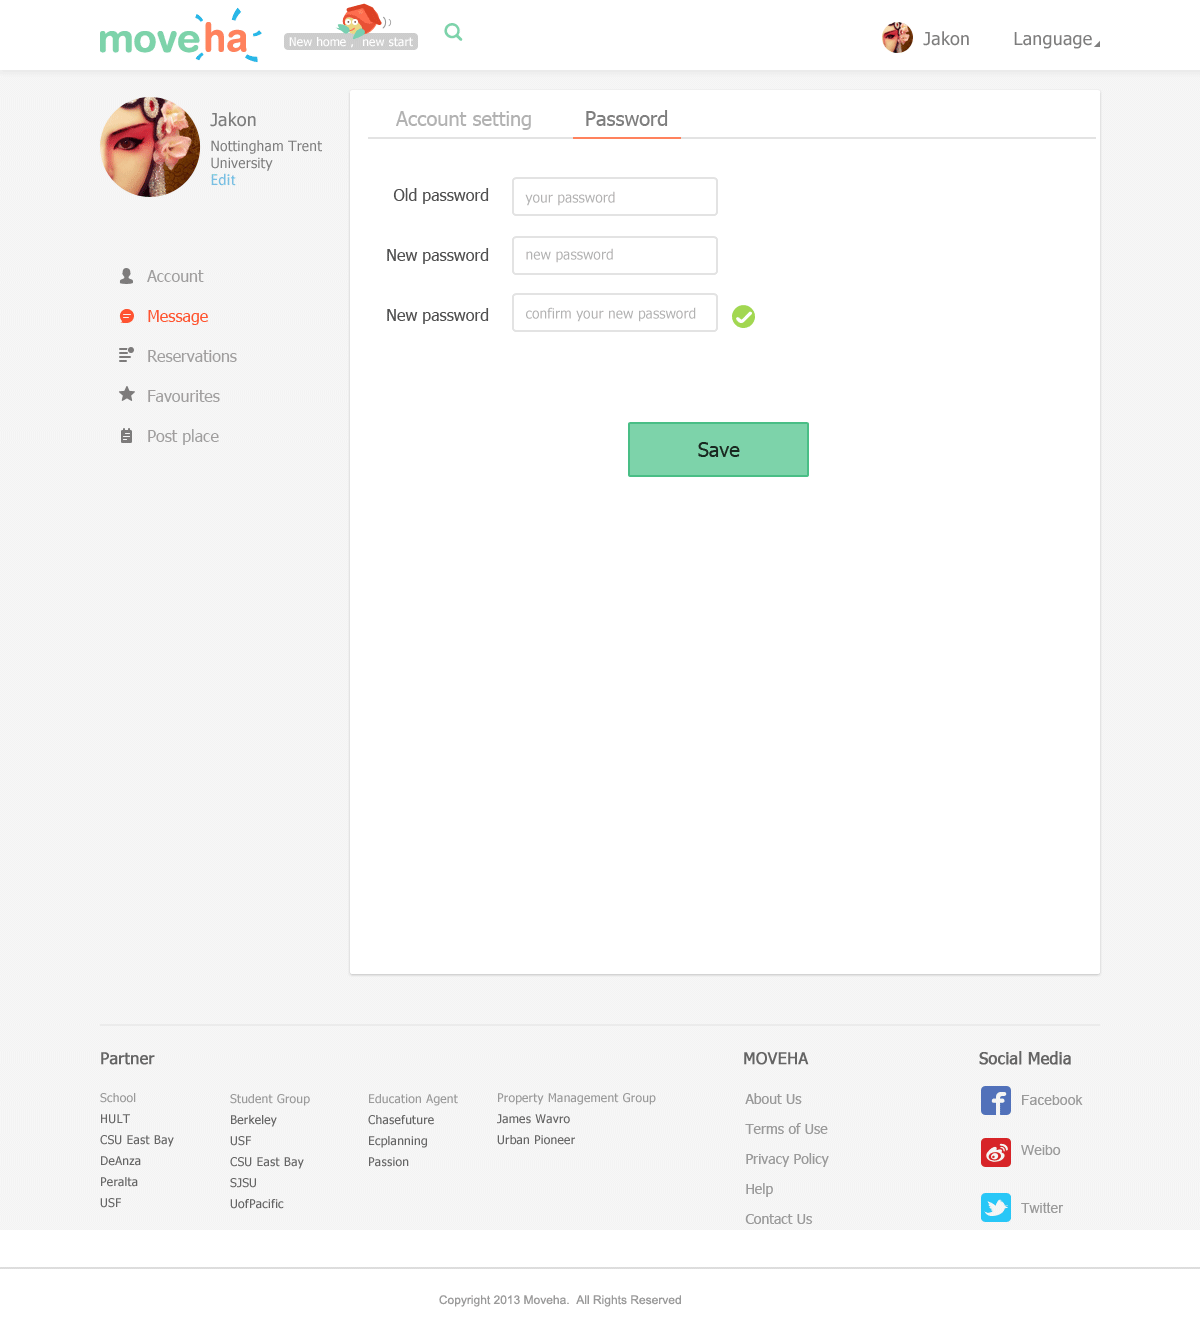 moveha
New home , new start
Jakon
Language
Jakon
Nottingham Trent
University
Edit
Account
Message
Reservations
Favourites
Post place
Account setting
Password
Old password
your password
New password
new password
New password
confirm your new password
Save
Partner
School
HULT
CSU East Bay
DeAnza
Peralta
USF
Student Group
Berkeley
USF
CSU East Bay
SJSU
UofPacific
Education Agent
Chasefuture
Ecplanning
Passion
Property Management Group
James Wavro
Urban Pioneer
MOVEHA
About Us
Terms of Use
Privacy Policy
Help
Contact Us
Social Media
Facebook
Weibo
Twitter
Copyright 2013 Moveha. All Rights Reserved